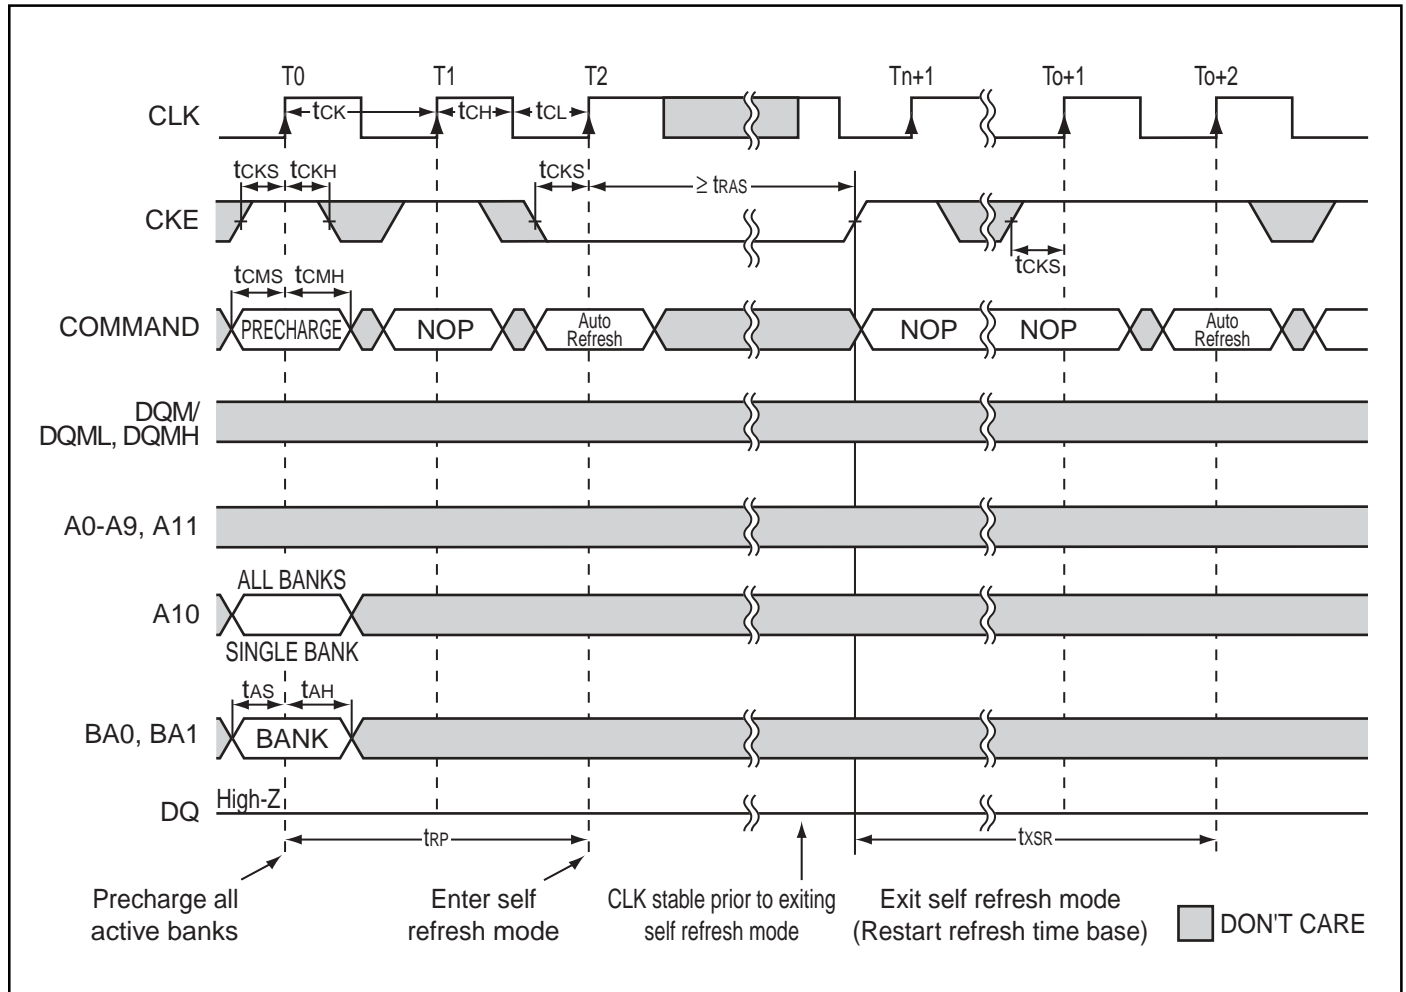 T0 T1 T2 Tn+1 To+1 To+2
CLK
tCK tCH tCL
tCKS tCKH tCKS ≥ tRAS
CKE
tCKS
tCMS tCMH
COMMAND
PRECHARGE NOP Auto Refresh NOP NOP Auto Refresh
DQM/
DQML, DQMH
A0-A9, A11
ALL BANKS
A10
SINGLE BANK
tAS tAH
BA0, BA1
BANK
High-Z
DQ
tRP tXSR
Precharge all
active banks
Enter self
refresh mode
CLK stable prior to exiting
self refresh mode
Exit self refresh mode
(Restart refresh time base)
DON'T CARE